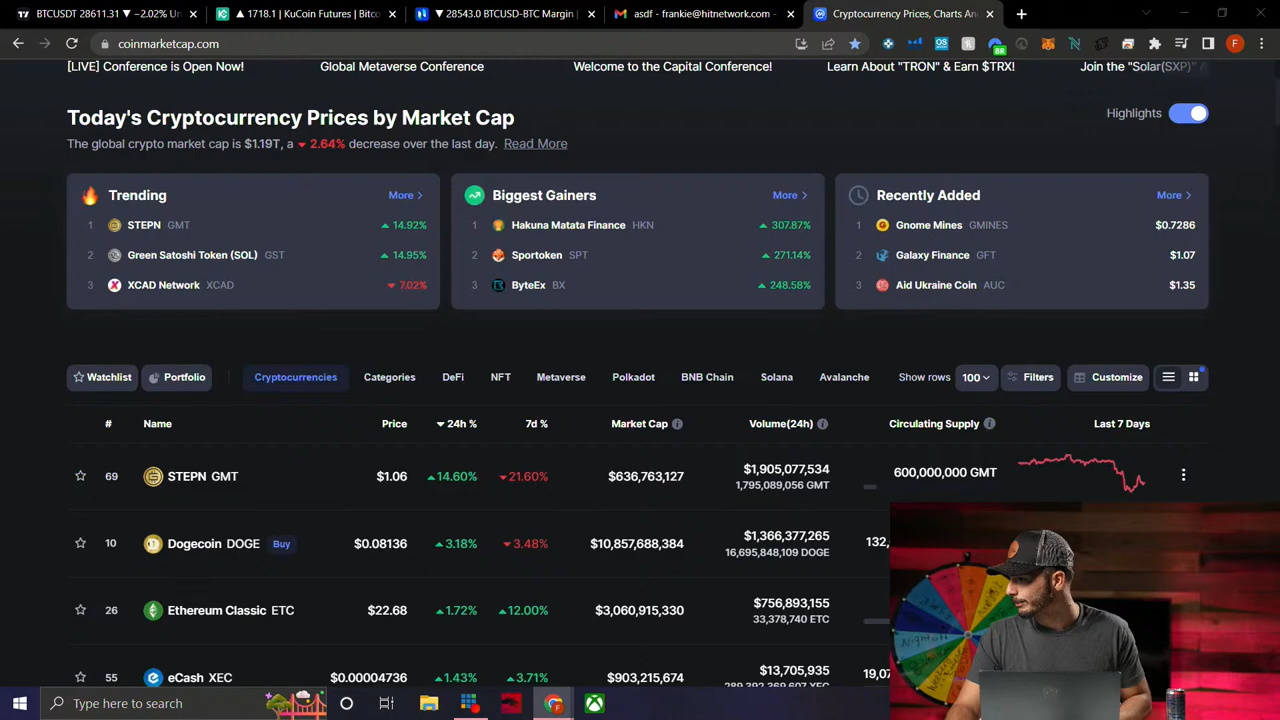 BTCUSDT 28611.31 ▼ −2.02% Un
▲ 1718.1 | KuCoin Futures | Bitco
▼ 28543.0 BTCUSD-BTC Margin |
asdf - frankie@hitnetwork.com -
Cryptocurrency Prices, Charts An
coinmarketcap.com
BR
F
[LIVE] Conference is Open Now!
Global Metaverse Conference
Welcome to the Capital Conference!
Learn About "TRON" & Earn $TRX!
Join the "Solar(SXP)"
Today's Cryptocurrency Prices by Market Cap
Highlights
The global crypto market cap is $1.19T, a ▼ 2.64% decrease over the last day. Read More
Trending More >
1 STEPN GMT ▲ 14.92%
2 Green Satoshi Token (SOL) GST ▲ 14.95%
3 XCAD Network XCAD ▼ 7.02%
Biggest Gainers More >
1 Hakuna Matata Finance HKN ▲ 307.87%
2 Sportoken SPT ▲ 271.14%
3 ByteEx BX ▲ 248.58%
Recently Added More >
1 Gnome Mines GMINES $0.7286
2 Galaxy Finance GFT $1.07
3 Aid Ukraine Coin AUC $1.35
Watchlist Portfolio Cryptocurrencies Categories DeFi NFT Metaverse Polkadot BNB Chain Solana Avalanche Show rows 100 Filters Customize
# Name Price ▼ 24h % 7d % Market Cap Volume(24h) Circulating Supply Last 7 Days
69 STEPN GMT $1.06 ▲14.60% ▼21.60% $636,763,127 $1,905,077,534 600,000,000 GMT
1,795,089,056 GMT
10 Dogecoin DOGE Buy $0.08136 ▲3.18% ▼3.48% $10,857,688,384 $1,366,377,265 132,
16,695,848,109 DOGE
26 Ethereum Classic ETC $22.68 ▲1.72% ▲12.00% $3,060,915,330 $756,893,155
33,378,740 ETC
55 eCash XEC $0.00004736 ▲1.43% ▲3.71% $903,215,674 $13,705,935 19,07
289,392,369,607 XEC
Type here to search